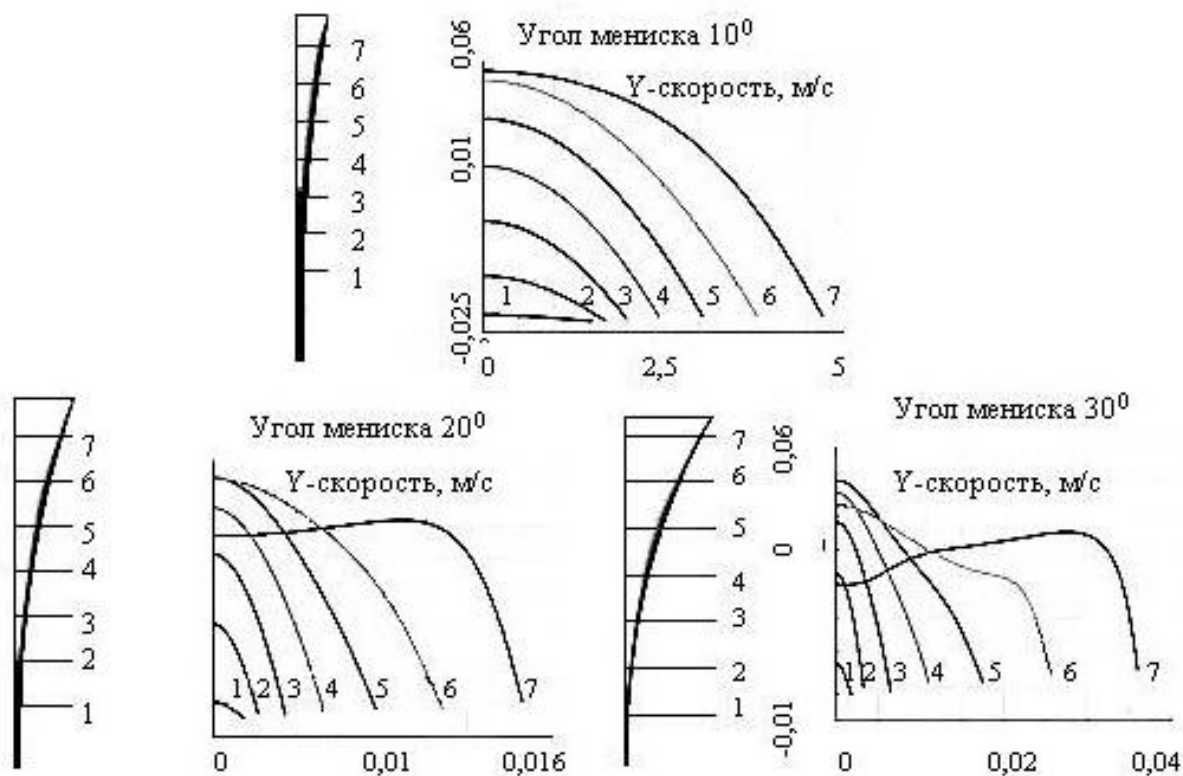 Угол мениска 10⁰
Y-скорость, м/с
0,06
0,01
-0,025
7
6
5
4
3
2
1
1 2 3 4 5 6 7
0 2,5 5
Угол мениска 20⁰
Y-скорость, м/с
7
6
5
4
3
2
1
1 2 3 4 5 6 7
0 0,01 0,016
Угол мениска 30⁰
Y-скорость, м/с
0,06
0
-0,01
7
6
5
4
3
2
1
1 2 3 4 5 6 7
0 0,02 0,04